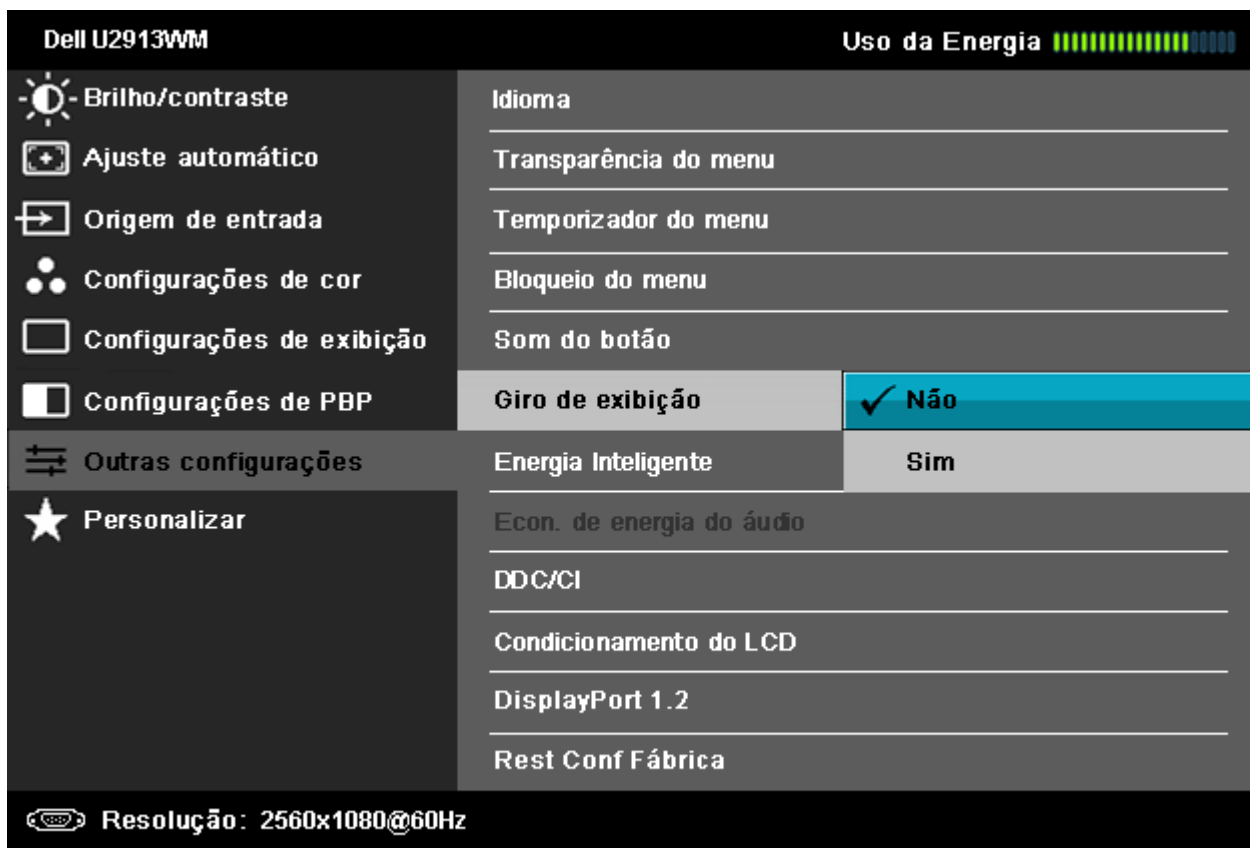 Dell U2913WM
Uso da Energia
Brilho/contraste
Ajuste automático
Origem de entrada
Configurações de cor
Configurações de exibição
Configurações de PBP
Outras configurações
Personalizar
Idioma
Transparência do menu
Temporizador do menu
Bloqueio do menu
Som do botão
Giro de exibição
Não
Energia Inteligente
Sim
Econ. de energia do áudio
DDC/CI
Condicionamento do LCD
DisplayPort 1.2
Rest Conf Fábrica
Resolução: 2560x1080@60Hz